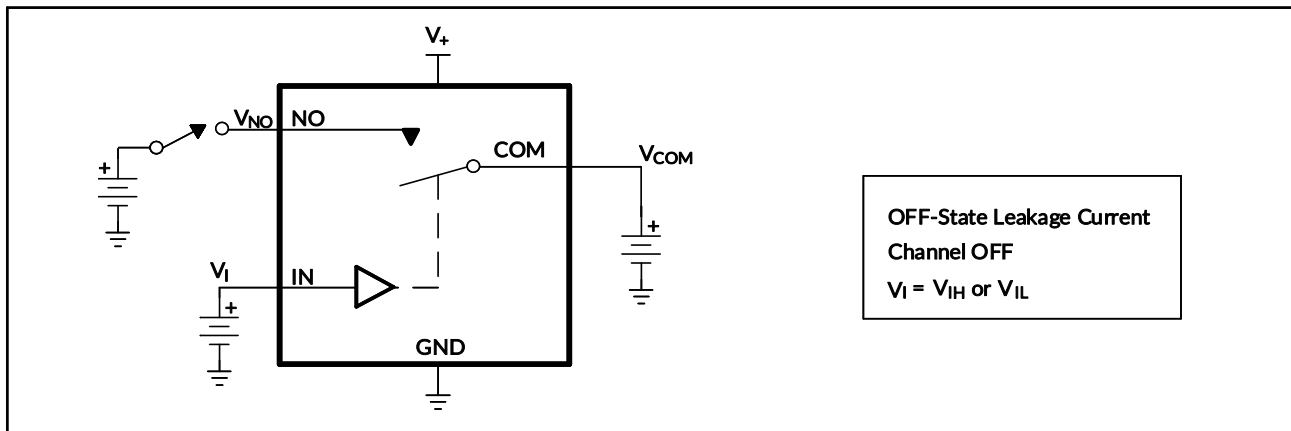 V+
VNO NO
COM
VCOM
+
+
VI IN
+
GND
OFF-State Leakage Current
Channel OFF
VI = VIH or VIL